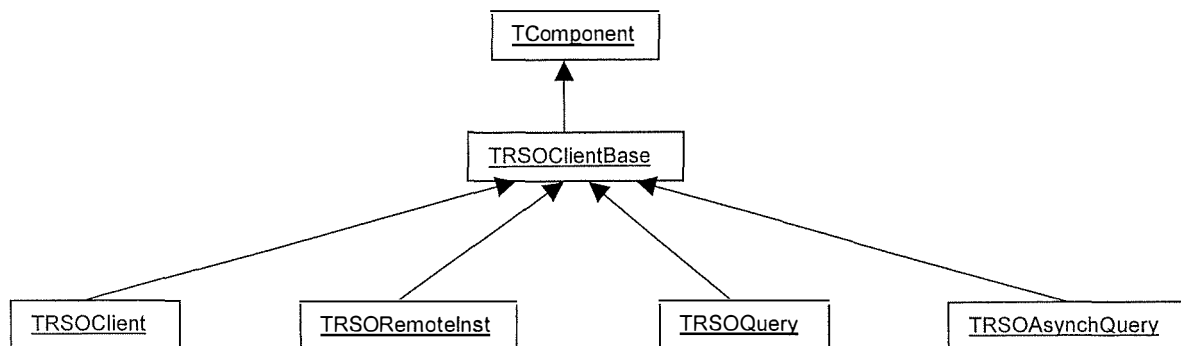 TComponent
TRSOClientBase
TRSOClient
TRSORemoteInst
TRSOQuery
TRSOAsynchQuery